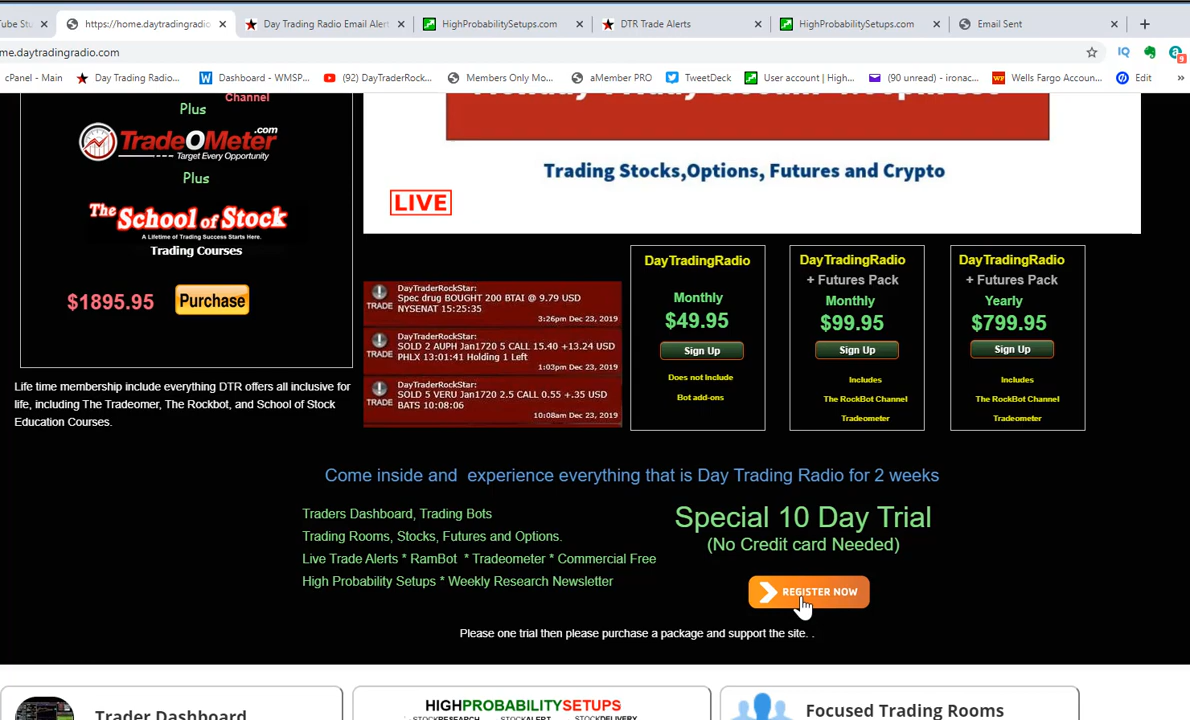 ube Stu
https://home.daytradingradio
Day Trading Radio Email Aler
HighProbabilitySetups.com
DTR Trade Alerts
HighProbabilitySetups.com
Email Sent
me.daytradingradio.com
cPanel - Main
Day Trading Radio...
Dashboard - WMSP...
(92) DayTraderRock...
Members Only Mo...
aMember PRO
TweetDeck
User account | High...
(90 unread) - ironac...
Wells Fargo Accoun...
Edit
Channel
Plus
TradeOMeter.com
Target Every Opportunity
Plus
The School of Stock
A Lifetime of Trading Success Starts Here.
Trading Courses
$1895.95
Purchase
Life time membership include everything DTR offers all inclusive for
life, including The Tradeomer, The Rockbot, and School of Stock
Education Courses.
Trading Stocks,Options, Futures and Crypto
LIVE
DayTraderRockStar:
TRADE
Spec drug BOUGHT 200 BTAI @ 9.79 USD
NYSENAT 15:25:35
3:26pm Dec 23, 2019
DayTraderRockStar:
TRADE
SOLD 2 AUPH Jan1720 5 CALL 15.40 +13.24 USD
PHLX 13:01:41 Holding 1 Left
1:03pm Dec 23, 2019
DayTraderRockStar:
TRADE
SOLD 5 VERU Jan1720 2.5 CALL 0.55 +.35 USD
BATS 10:08:06
10:08am Dec 23, 2019
DayTradingRadio
Monthly
$49.95
Sign Up
Does not Include
Bot add-ons
DayTradingRadio
+ Futures Pack
Monthly
$99.95
Sign Up
Includes
The RockBot Channel
Tradeometer
DayTradingRadio
+ Futures Pack
Yearly
$799.95
Sign Up
Includes
The RockBot Channel
Tradeometer
Come inside and experience everything that is Day Trading Radio for 2 weeks
Traders Dashboard, Trading Bots
Trading Rooms, Stocks, Futures and Options.
Live Trade Alerts * RamBot * Tradeometer * Commercial Free
High Probability Setups * Weekly Research Newsletter
Special 10 Day Trial
(No Credit card Needed)
REGISTER NOW
Please one trial then please purchase a package and support the site. .
Trader Dashboard
HIGHPROBABILITYSETUPS
STOCKRESEARCH STOCKALERT STOCKDELIVERY
Focused Trading Rooms